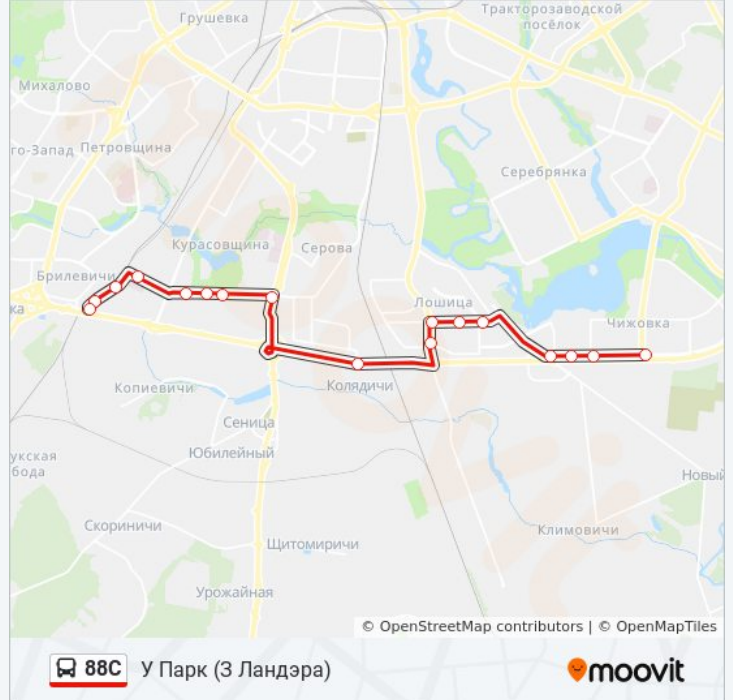 Грушевка
Тракторозаводской
посёлок
Михалово
го-Запад
Петровщина
Серебрянка
Курасовщина
Серова
Брилевичи
ка
Лошица
Чижовка
Колядичи
Копиевичи
Сеница
Юбилейный
укская
бода
Новый
Скориничи
Климовичи
Щитомиричи
Урожайная
© OpenStreetMap contributors | © OpenMapTiles
88С У Парк (З Ландэра)
moovit